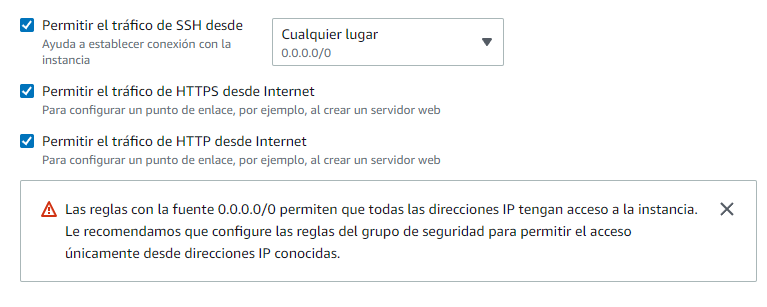 Permitir el tráfico de SSH desde
Ayuda a establecer conexión con la
instancia
Cualquier lugar
0.0.0.0/0
Permitir el tráfico de HTTPS desde Internet
Para configurar un punto de enlace, por ejemplo, al crear un servidor web
Permitir el tráfico de HTTP desde Internet
Para configurar un punto de enlace, por ejemplo, al crear un servidor web
Las reglas con la fuente 0.0.0.0/0 permiten que todas las direcciones IP tengan acceso a la instancia.
Le recomendamos que configure las reglas del grupo de seguridad para permitir el acceso
únicamente desde direcciones IP conocidas.